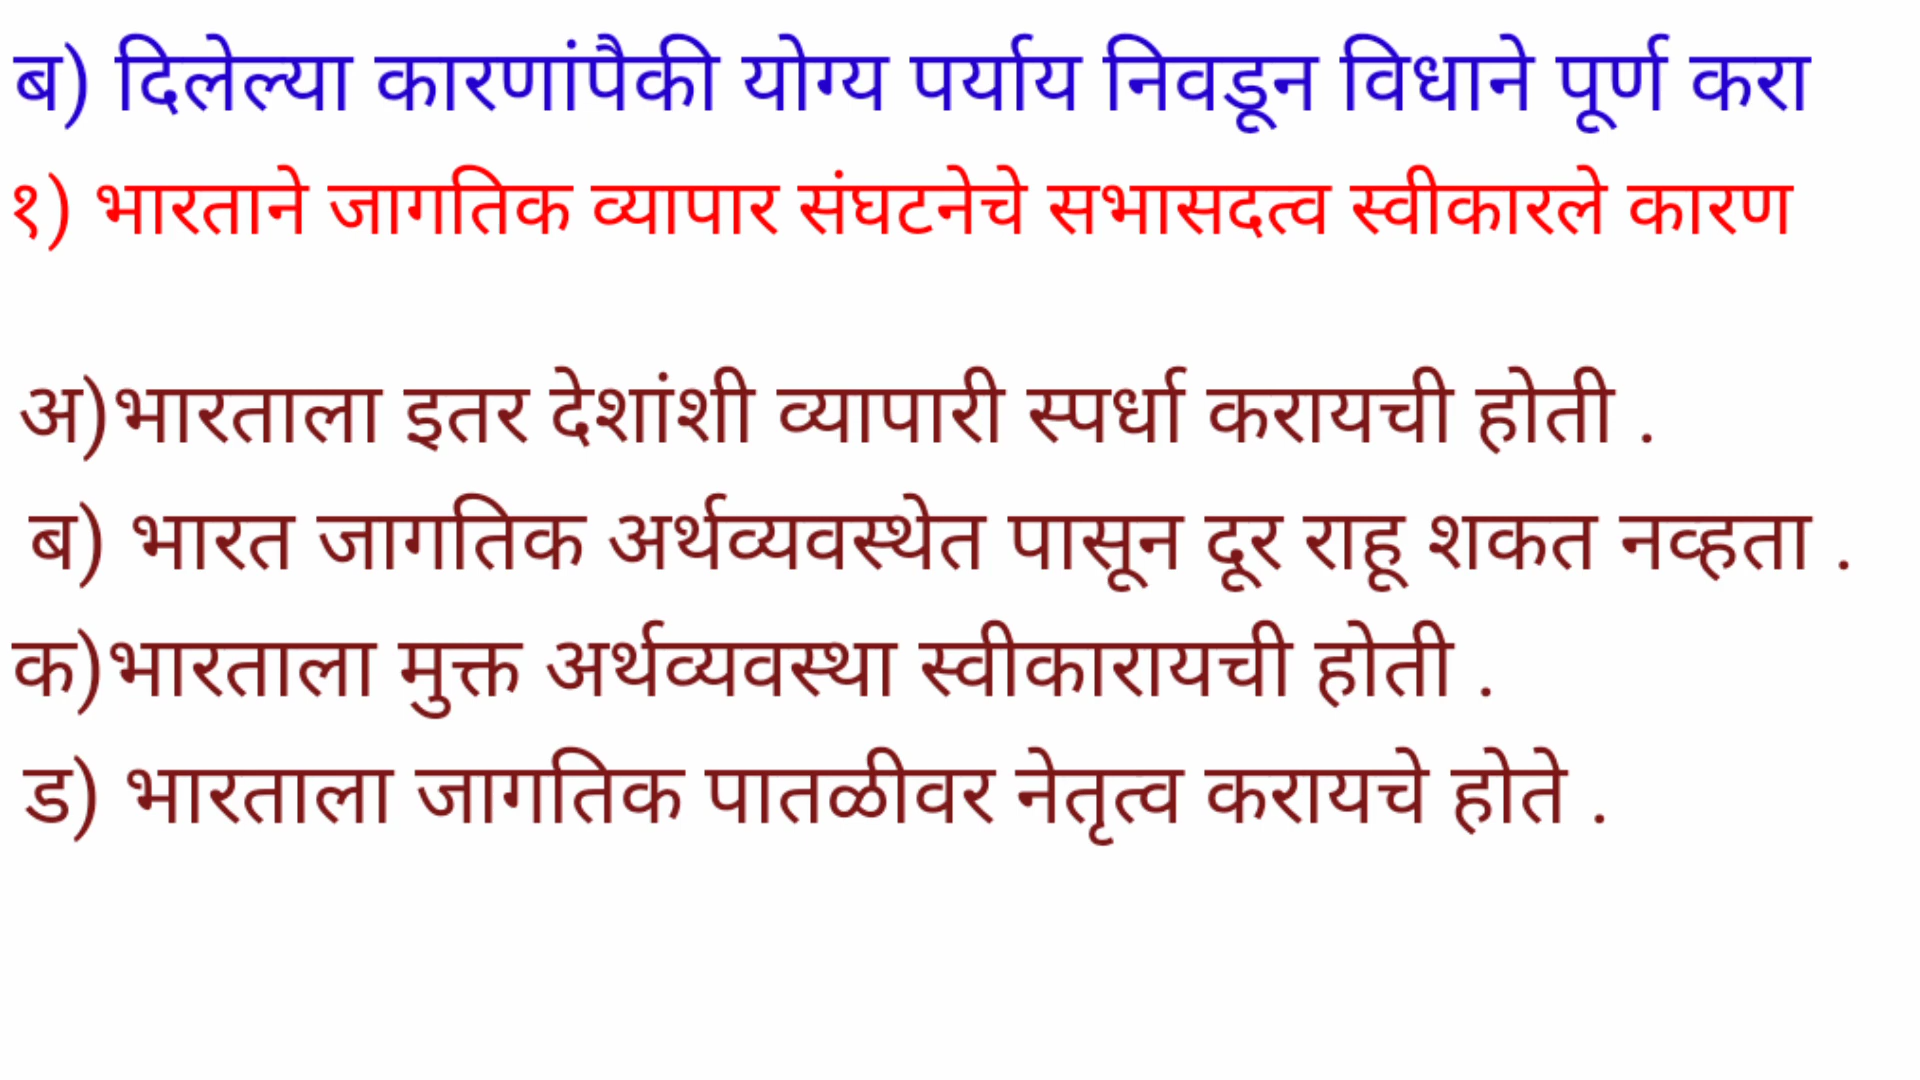 ब) दिलेल्या कारणांपैकी योग्य पर्याय निवडून विधाने पूर्ण करा
१) भारताने जागतिक व्यापार संघटनेचे सभासदत्व स्वीकारले कारण
अ)भारताला इतर देशांशी व्यापारी स्पर्धा करायची होती .
ब) भारत जागतिक अर्थव्यवस्थेत पासून दूर राहू शकत नव्हता .
क)भारताला मुक्त अर्थव्यवस्था स्वीकारायची होती .
ड) भारताला जागतिक पातळीवर नेतृत्व करायचे होते .